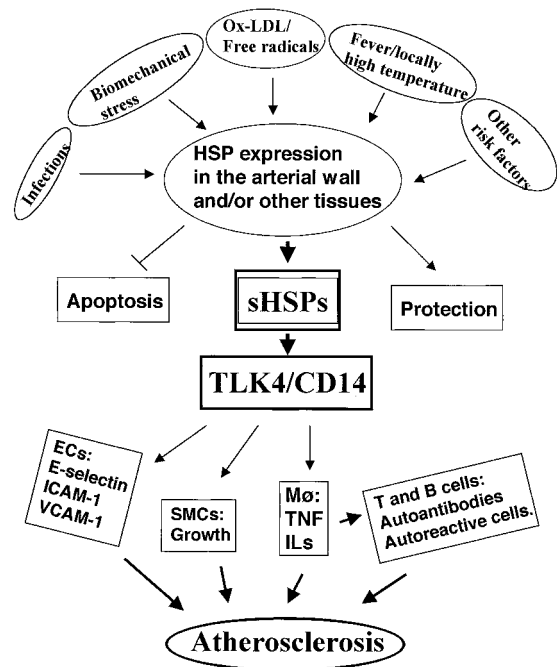 Ox-LDL/
Free radicals
Biomechanical
stress
Fever/locally
high temperature
Infections
Other
risk factors
HSP expression
in the arterial wall
and/or other tissues
Apoptosis
sHSPs
Protection
TLK4/CD14
ECs:
E-selectin
ICAM-1
VCAM-1
SMCs:
Growth
Mø:
TNF
ILs
T and B cells:
Autoantibodies
Autoreactive cells.
Atherosclerosis